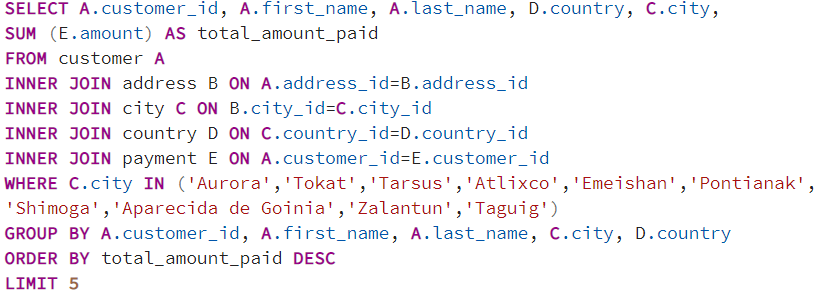 SELECT A.customer_id, A.first_name, A.last_name, D.country, C.city,
SUM (E.amount) AS total_amount_paid
FROM customer A
INNER JOIN address B ON A.address_id=B.address_id
INNER JOIN city C ON B.city_id=C.city_id
INNER JOIN country D ON C.country_id=D.country_id
INNER JOIN payment E ON A.customer_id=E.customer_id
WHERE C.city IN ('Aurora','Tokat','Tarsus','Atlixco','Emeishan','Pontianak',
'Shimoga','Aparecida de Goinia','Zalantun','Taguig')
GROUP BY A.customer_id, A.first_name, A.last_name, C.city, D.country
ORDER BY total_amount_paid DESC
LIMIT 5